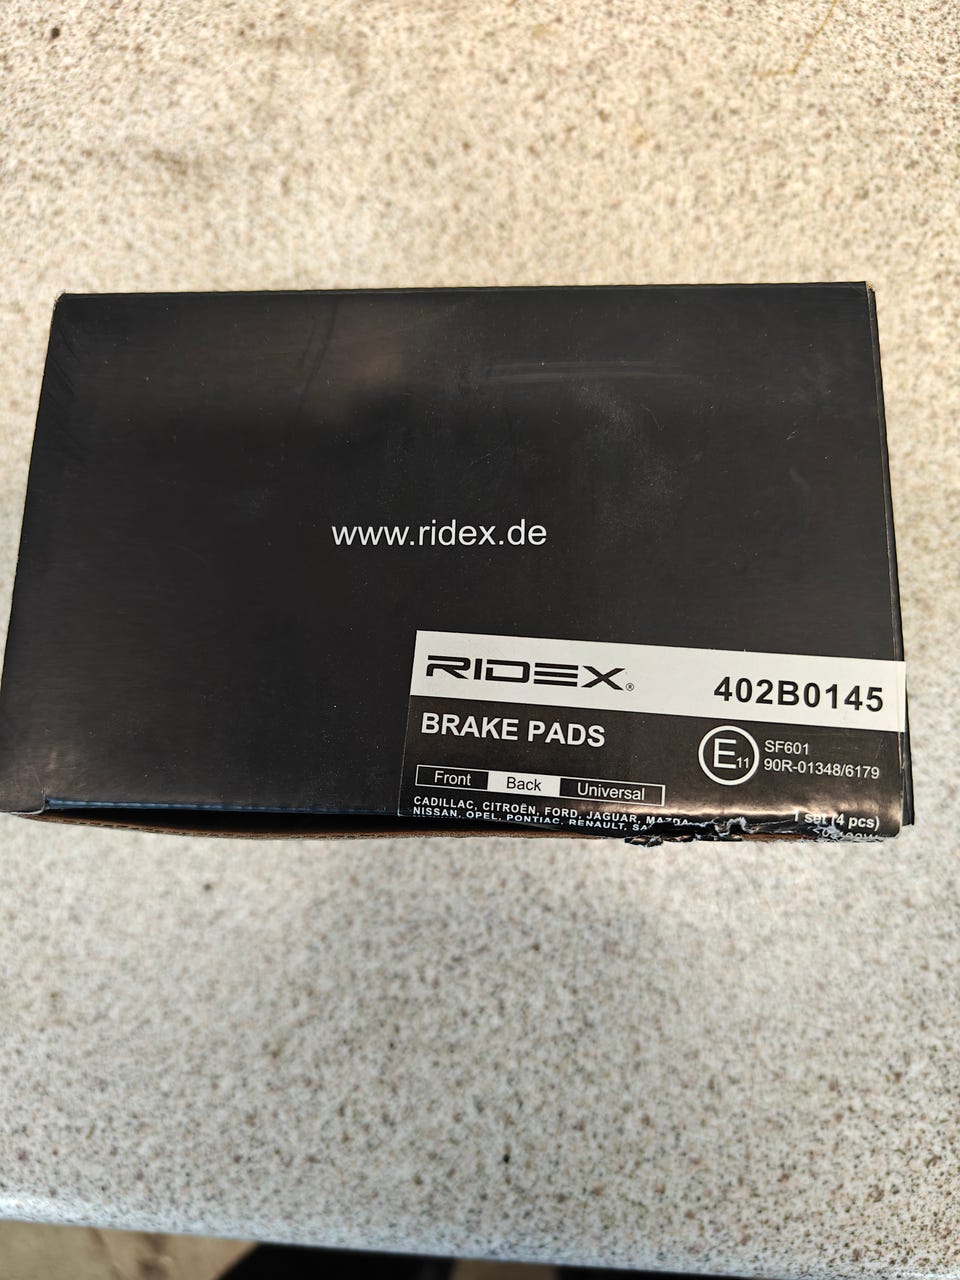 www.ridex.de
RIDEX®
402B0145
BRAKE PADS
E11
SF601
90R-01348/6179
Front Back Universal
CADILLAC, CITROËN, FORD, JAGUAR, MAZDA
NISSAN, OPEL, PONTIAC, RENAULT,
1 set (4 pcs)